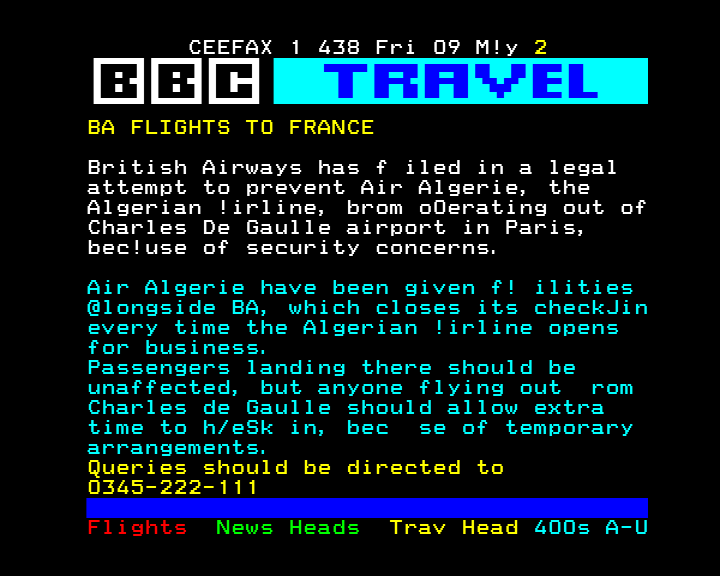 CEEFAX 1 438 Fri 09 M!y 2
BBC TRAVEL
BA FLIGHTS TO FRANCE
British Airways has f iled in a legal
attempt to prevent Air Algerie, the
Algerian !irline, brom oOerating out of
Charles De Gaulle airport in Paris,
bec!use of security concerns.
Air Algerie have been given f! ilities
@longside BA, which closes its checkJin
every time the Algerian !irline opens
for business.
Passengers landing there should be
unaffected, but anyone flying out  rom
Charles de Gaulle should allow extra
time to h/eSk in, bec  se of temporary
arrangements.
Queries should be directed to
0345-222-111
Flights  News Heads  Trav Head 400s A-U